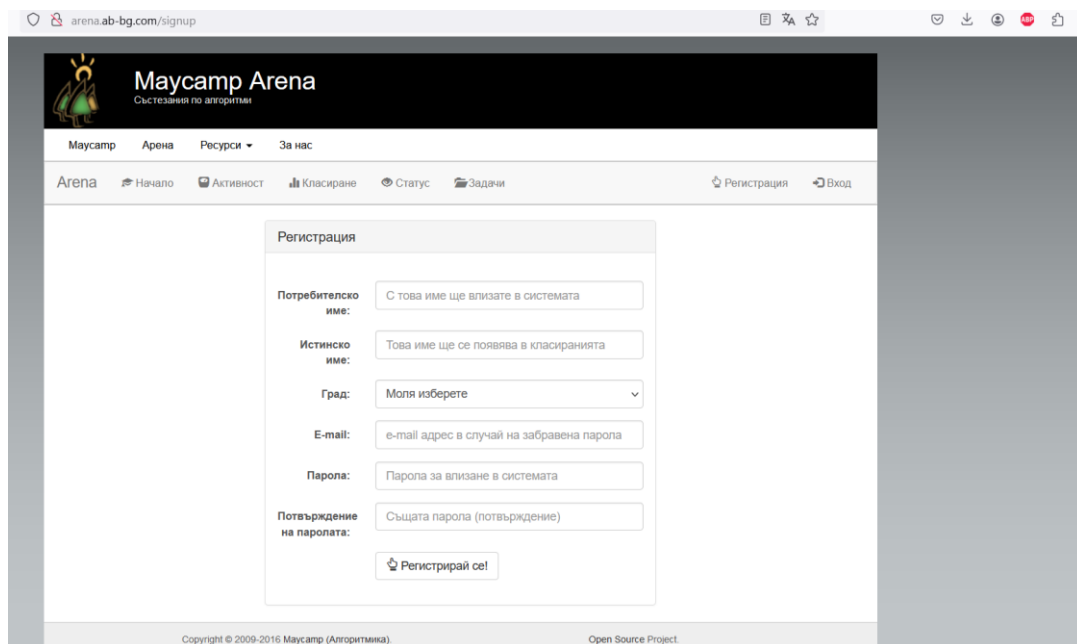 arena.ab-bg.com/signup
ABP
Maycamp Arena
Състезания по алгоритми
Maycamp Арена Ресурси За нас
Arena Начало Активност Класиране Статус Задачи Регистрация Вход
Регистрация
Потребителско име:
С това име ще влизате в системата
Истинско име:
Това име ще се появява в класиранията
Град:
Моля изберете
E-mail:
e-mail адрес в случай на забравена парола
Парола:
Парола за влизане в системата
Потвърждение на паролата:
Същата парола (потвърждение)
Регистрирай се!
Copyright © 2009-2016 Maycamp (Алгоритмика). Open Source Project.